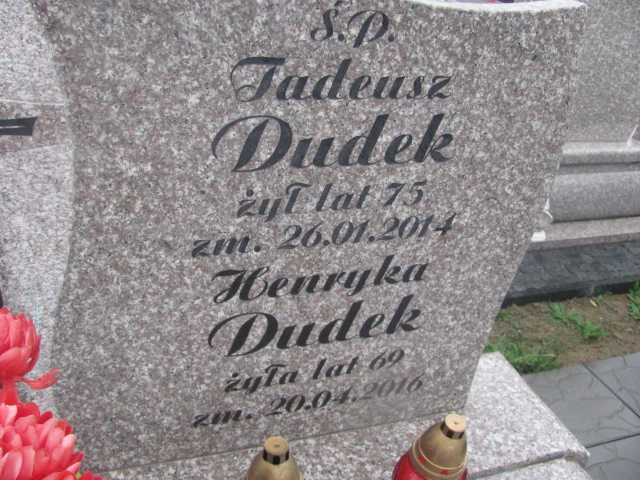 Ś.P.
Tadeusz
Dudek
żył lat 75
zm. 26.01.2014
Henryka
Dudek
żyła lat 69
zm. 20.04.2016